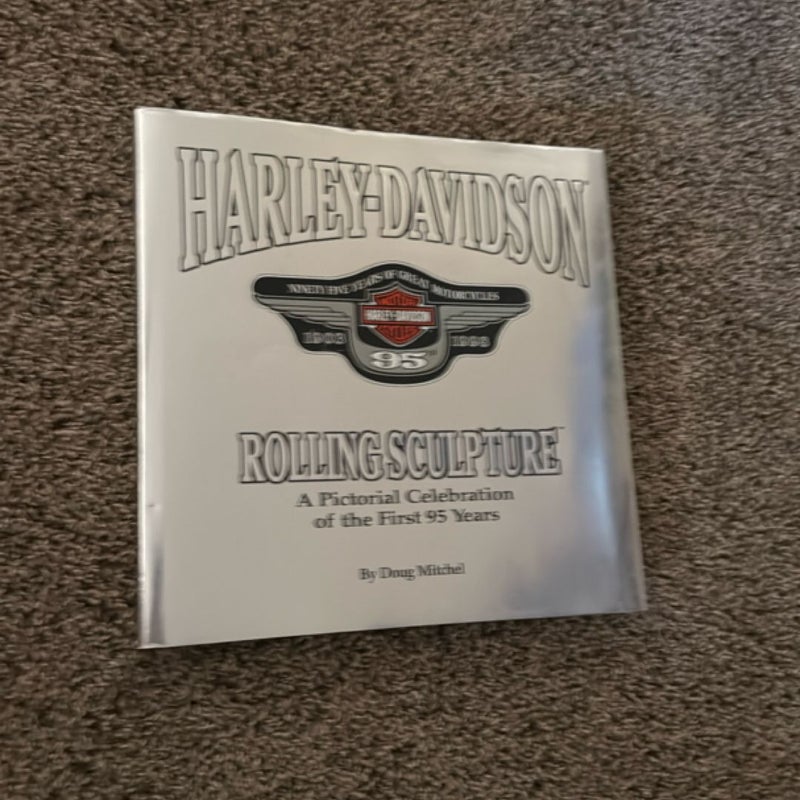 HARLEY-DAVIDSON
NINETY FIVE YEARS OF GREAT MOTORCYCLES
1903 1998
95
ROLLING SCULPTURE
A Pictorial Celebration
of the First 95 Years
By Doug Mitchel